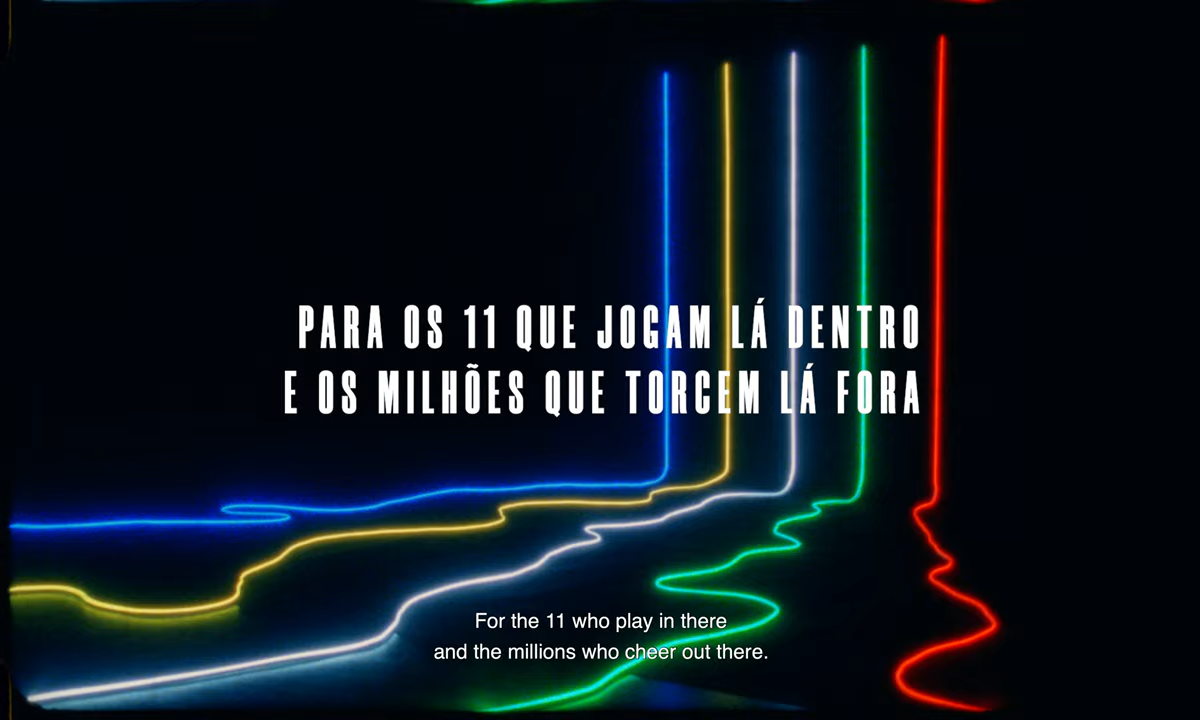 PARA OS 11 QUE JOGAM LÁ DENTRO
E OS MILHÕES QUE TORCEM LÁ FORA
For the 11 who play in there
and the millions who cheer out there.